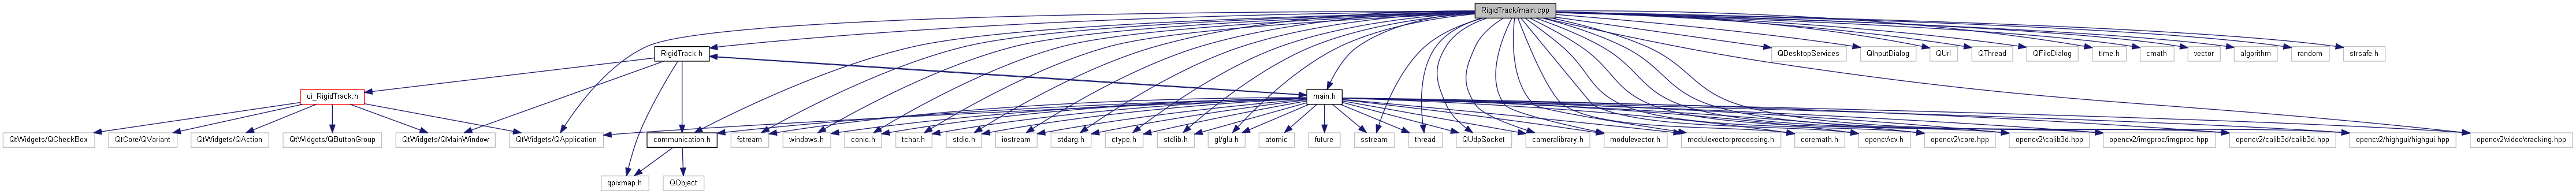 RigidTrack/main.cpp
RigidTrack.h
QDesktopServices
QInputDialog
QUrl
QThread
QFileDialog
time.h
cmath
vector
algorithm
random
strsafe.h
ui_RigidTrack.h
main.h
QtWidgets/QCheckBox
QtCore/QVariant
QtWidgets/QAction
QtWidgets/QButtonGroup
QtWidgets/QMainWindow
QtWidgets/QApplication
communication.h
fstream
windows.h
conio.h
tchar.h
stdio.h
iostream
stdarg.h
ctype.h
stdlib.h
gl/glu.h
atomic
future
sstream
thread
QUdpSocket
cameralibrary.h
modulevector.h
modulevectorprocessing.h
coremath.h
opencv\cv.h
opencv2\core.hpp
opencv2\calib3d.hpp
opencv2/imgproc/imgproc.hpp
opencv2/calib3d/calib3d.hpp
opencv2/highgui/highgui.hpp
opencv2\video\tracking.hpp
qpixmap.h
QObject